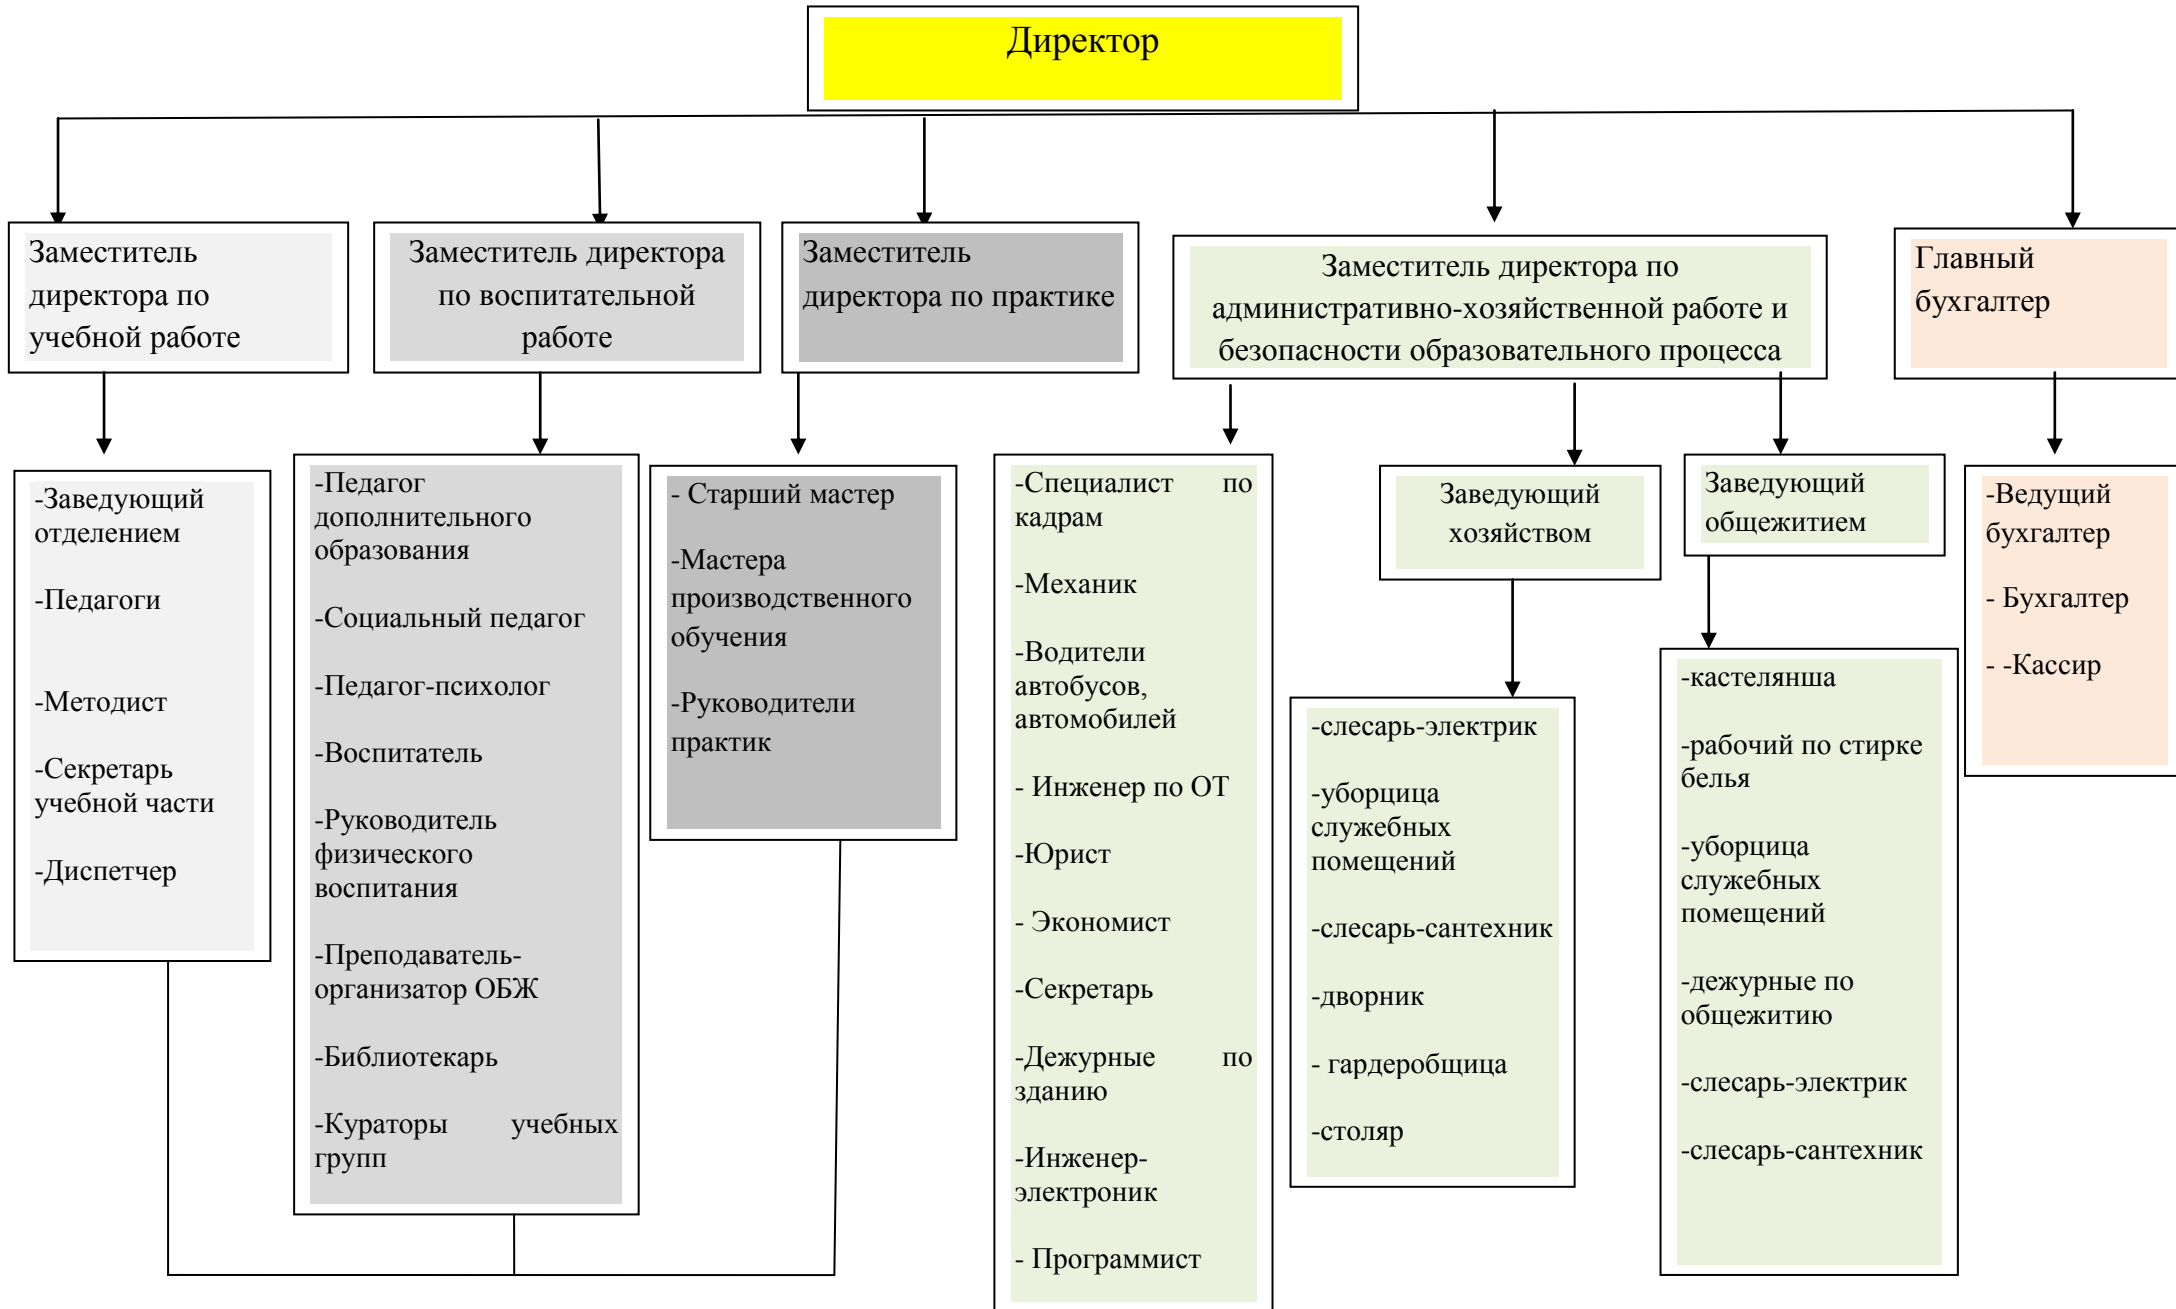 Директор
Заместитель
директора по
учебной работе
Заместитель директора
по воспитательной
работе
Заместитель
директора по практике
Заместитель директора по
административно-хозяйственной работе и
безопасности образовательного процесса
Главный
бухгалтер
-Заведующий
отделением
-Педагоги
-Методист
-Секретарь
учебной части
-Диспетчер
-Педагог
дополнительного
образования
-Социальный педагог
-Педагог-психолог
-Воспитатель
-Руководитель
физического
воспитания
-Преподаватель-
организатор ОБЖ
-Библиотекарь
-Кураторы учебных
групп
- Старший мастер
-Мастера
производственного
обучения
-Руководители
практик
-Специалист по
кадрам
-Механик
-Водители
автобусов,
автомобилей
- Инженер по ОТ
-Юрист
- Экономист
-Секретарь
-Дежурные по
зданию
-Инженер-
электроник
- Программист
Заведующий
хозяйством
-слесарь-электрик
-уборцица
служебных
помещений
-слесарь-сантехник
-дворник
- гардеробщица
-столяр
Заведующий
общежитием
-кастелянша
-рабочий по стирке
белья
-уборцица
служебных
помещений
-дежурные по
общежитию
-слесарь-электрик
-слесарь-сантехник
-Ведущий
бухгалтер
- Бухгалтер
- -Кассир